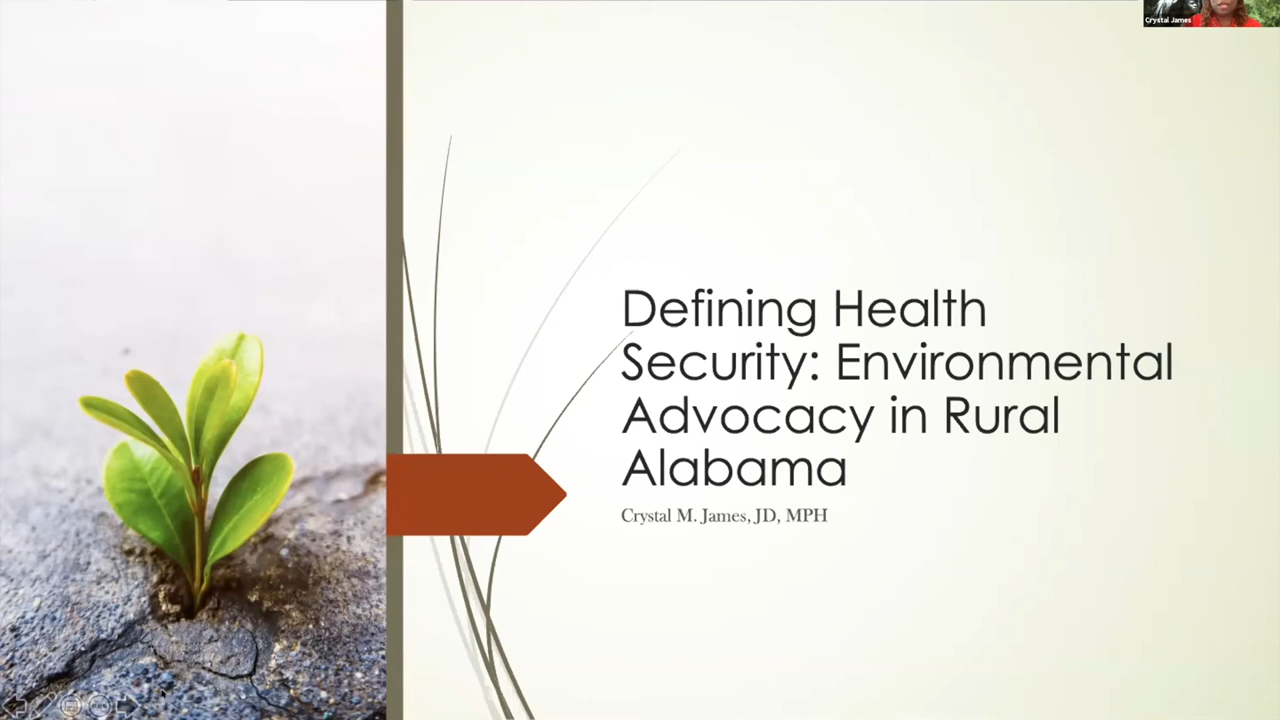 Crystal James
Defining Health
Security: Environmental
Advocacy in Rural
Alabama
Crystal M. James, JD, MPH